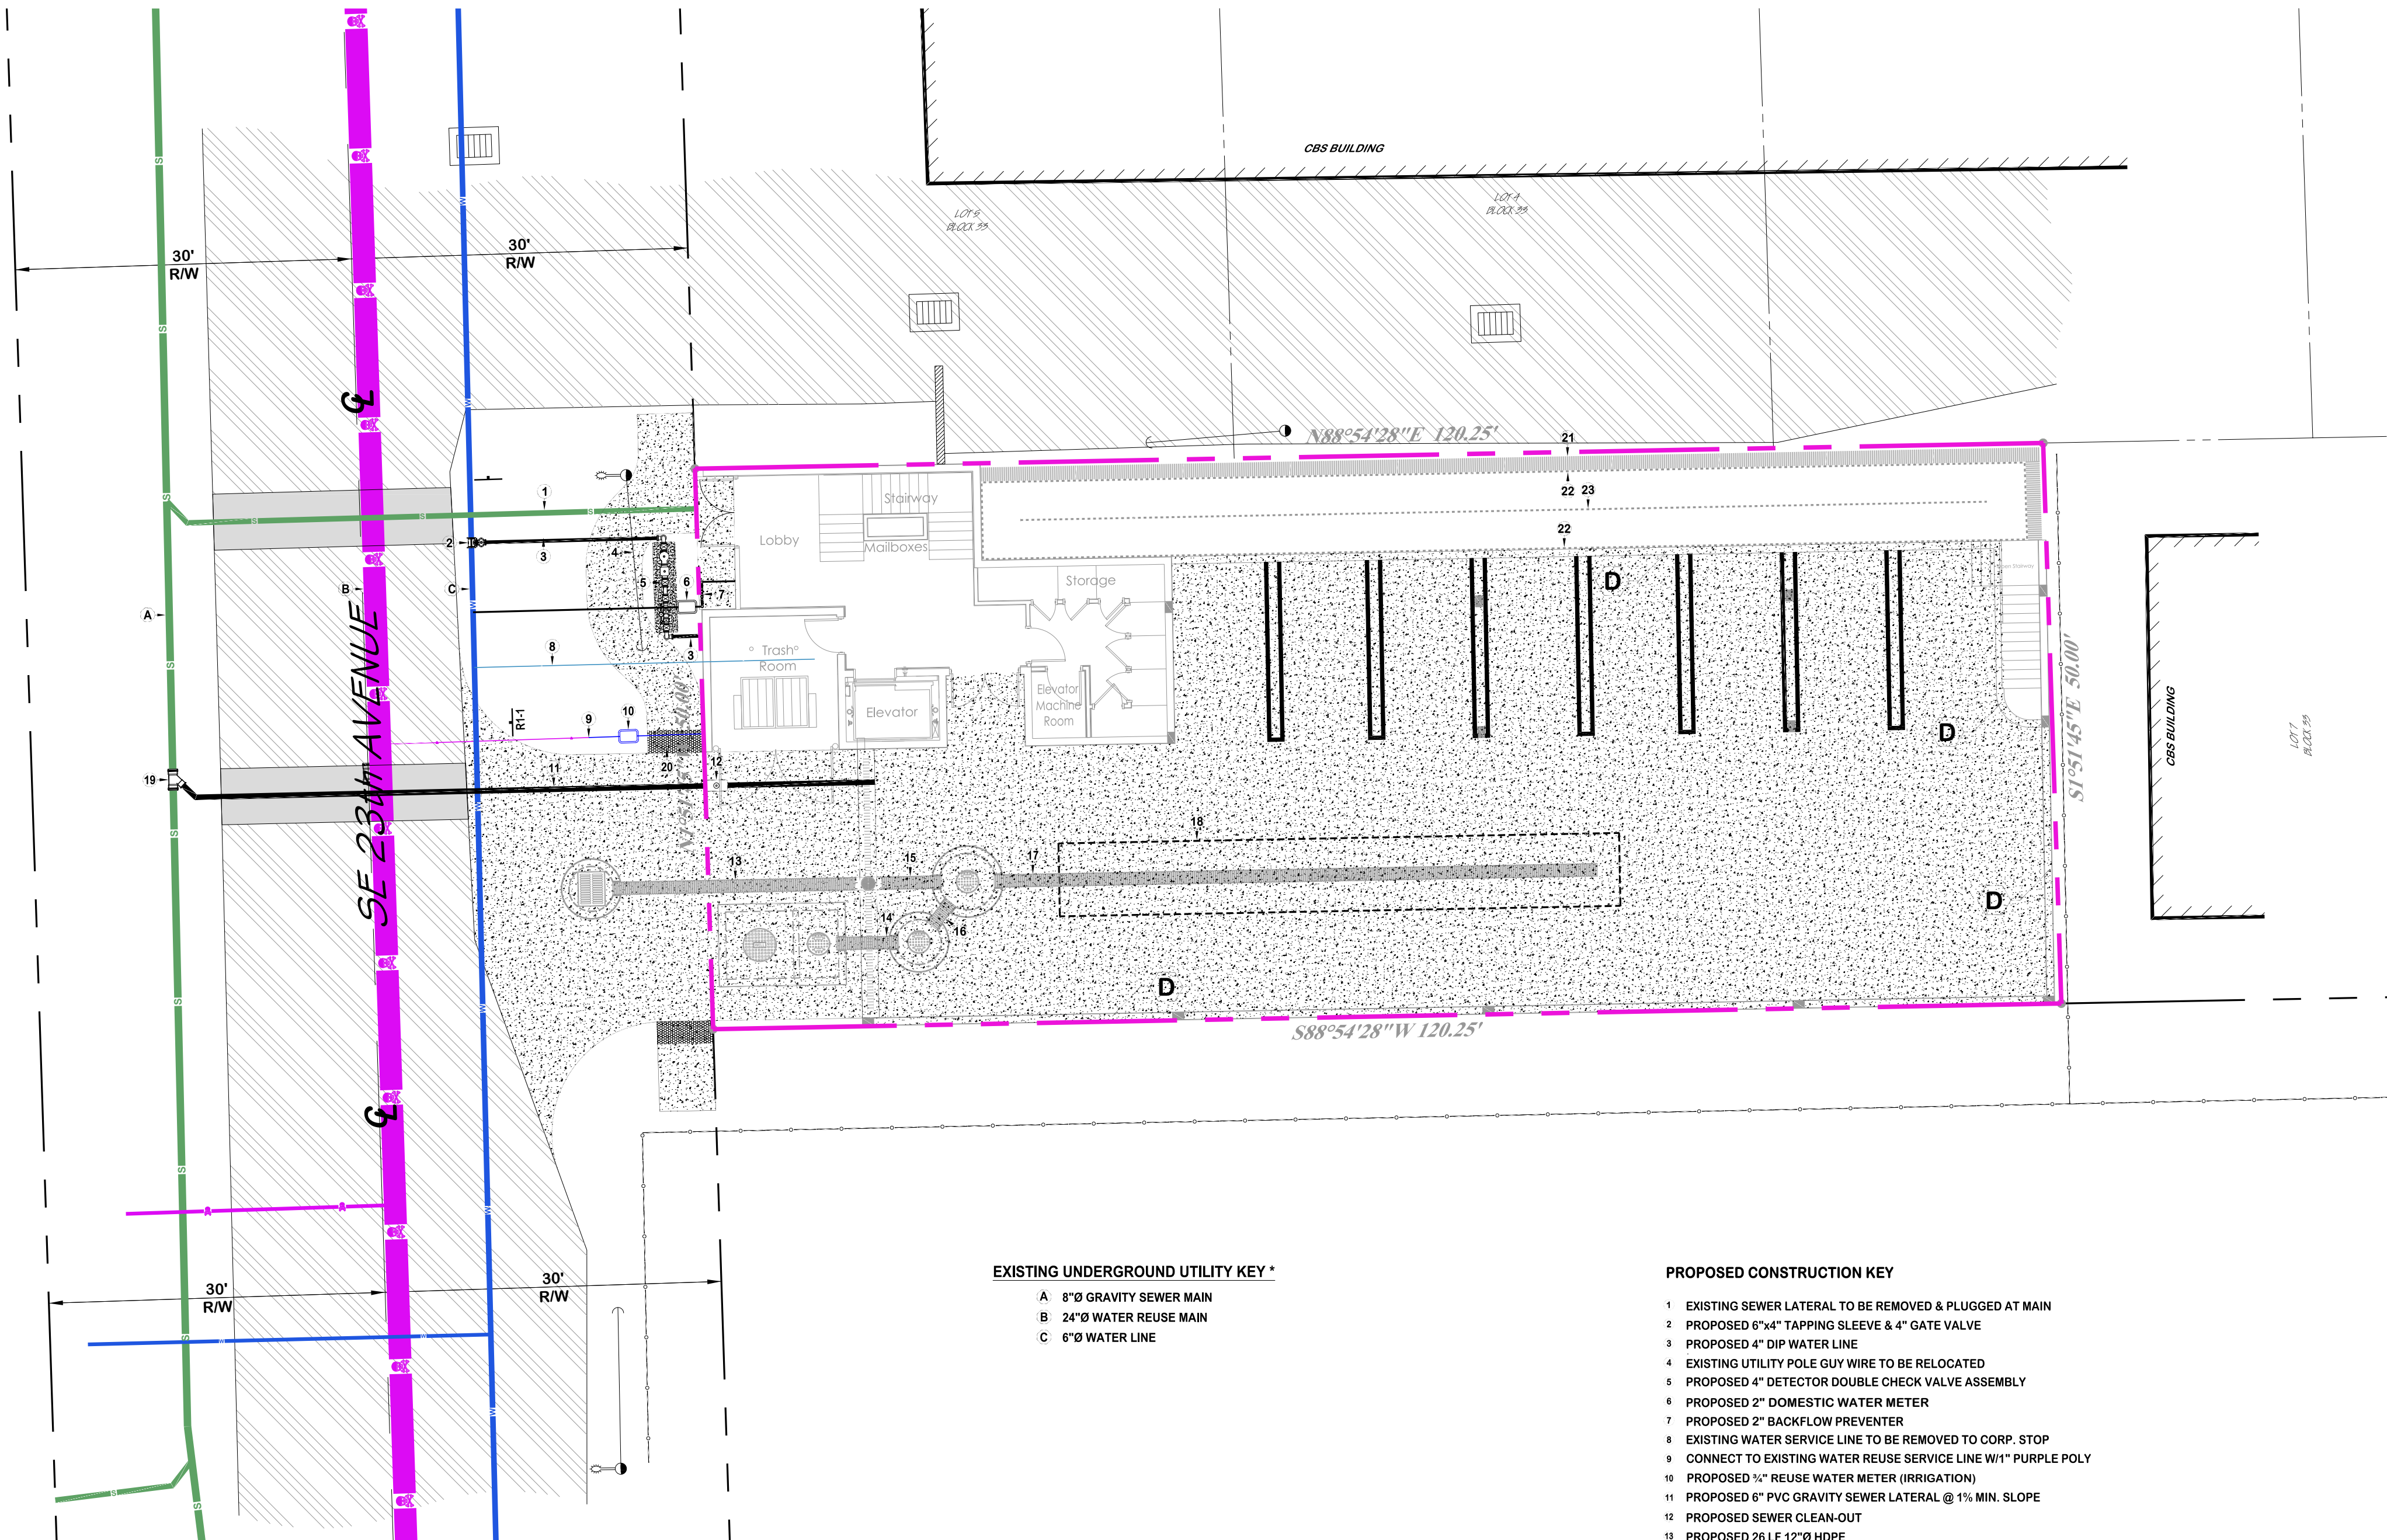 CBS BUILDING
LOT 5
BLOCK 33
LOT 4
BLOCK 33
30'
R/W
30'
R/W
℄
N88°54'28"E 120.25'
21
22 23
22
1
2
3
4
5
6
7
3
8
9
10
11
12
20
19
A
B
C
SE 23th AVENUE
R1-1
Stairway
Lobby
Mailboxes
Storage
Trash
Room
Elevator
Elevator
Machine
Room
D
D
D
D
S1°51'45"E 50.00'
CBS BUILDING
LOT 7
BLOCK 33
13
14
15
16
17
18
S88°54'28"W 120.25'
℄
30'
R/W
30'
R/W
S
W
EXISTING UNDERGROUND UTILITY KEY *
A 8"Ø GRAVITY SEWER MAIN
B 24"Ø WATER REUSE MAIN
C 6"Ø WATER LINE
PROPOSED CONSTRUCTION KEY
1 EXISTING SEWER LATERAL TO BE REMOVED & PLUGGED AT MAIN
2 PROPOSED 6"x4" TAPPING SLEEVE & 4" GATE VALVE
3 PROPOSED 4" DIP WATER LINE
4 EXISTING UTILITY POLE GUY WIRE TO BE RELOCATED
5 PROPOSED 4" DETECTOR DOUBLE CHECK VALVE ASSEMBLY
6 PROPOSED 2" DOMESTIC WATER METER
7 PROPOSED 2" BACKFLOW PREVENTER
8 EXISTING WATER SERVICE LINE TO BE REMOVED TO CORP. STOP
9 CONNECT TO EXISTING WATER REUSE SERVICE LINE W/1" PURPLE POLY
10 PROPOSED ¾" REUSE WATER METER (IRRIGATION)
11 PROPOSED 6" PVC GRAVITY SEWER LATERAL @ 1% MIN. SLOPE
12 PROPOSED SEWER CLEAN-OUT
13 PROPOSED 26 LF 12"Ø HDPE